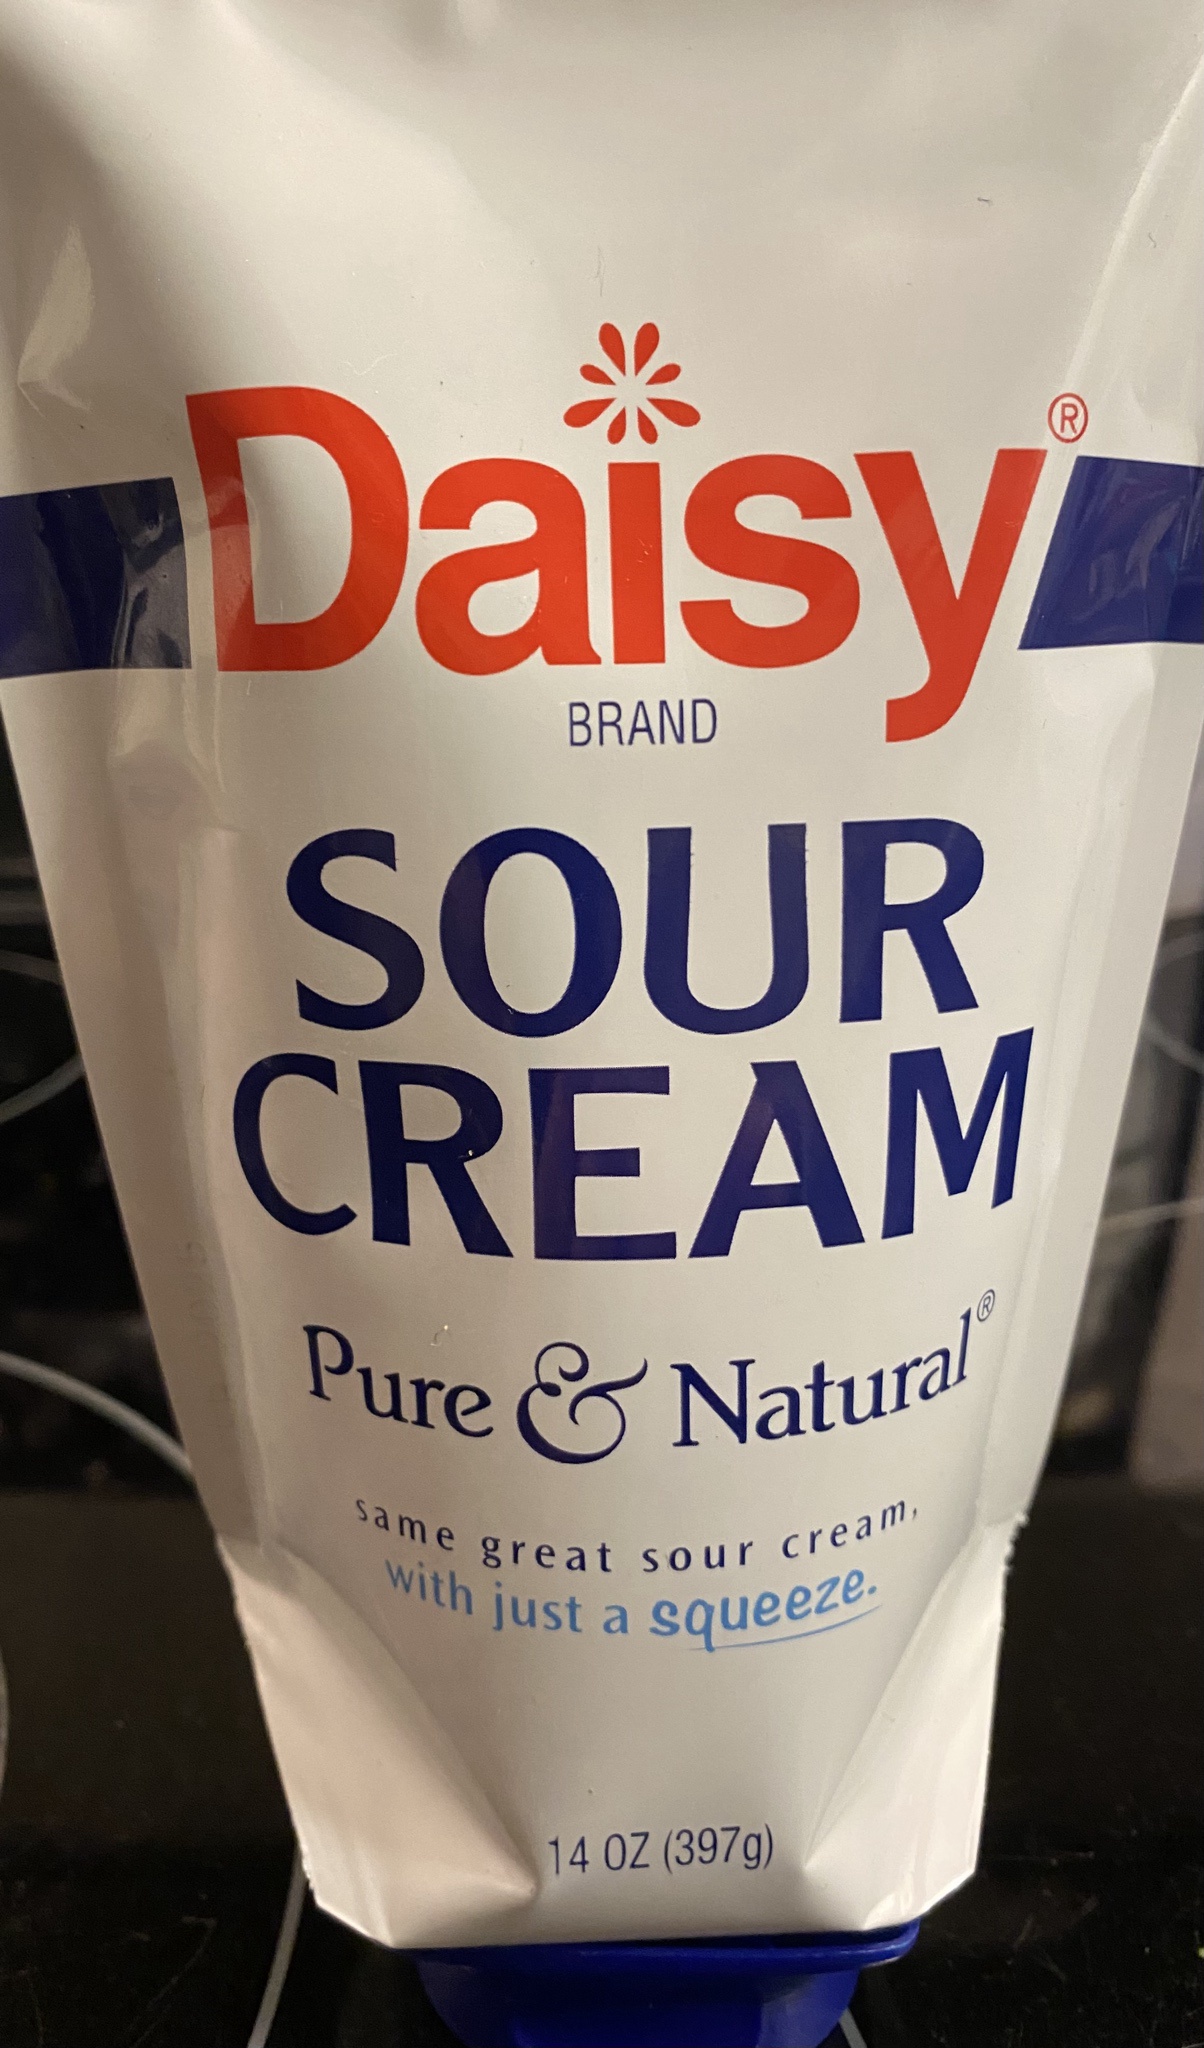 Daisy®
BRAND
SOUR
CREAM
Pure & Natural®
same great sour cream,
with just a squeeze.
14 OZ (397g)